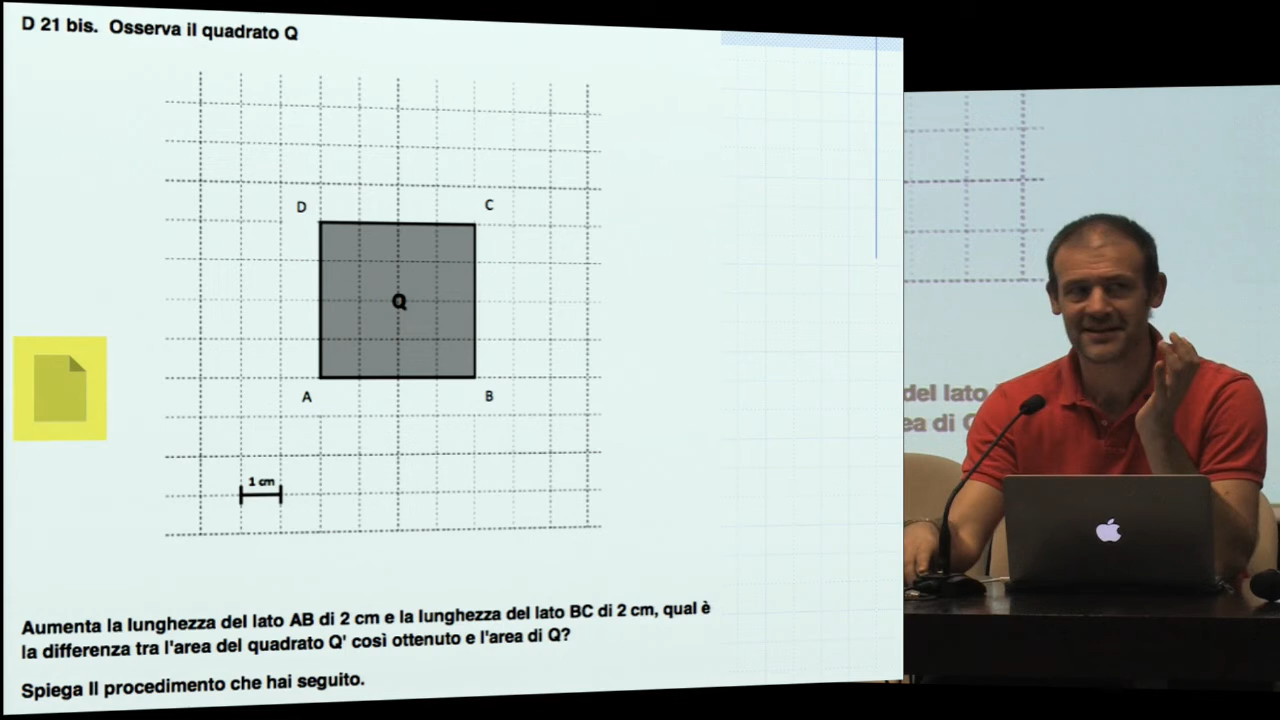 D 21 bis. Osserva il quadrato Q
D
C
Q
A
B
1 cm
Aumenta la lunghezza del lato AB di 2 cm e la lunghezza del lato BC di 2 cm, qual è
la differenza tra l'area del quadrato Q' così ottenuto e l'area di Q?
Spiega Il procedimento che hai seguito.
del lato
ea di